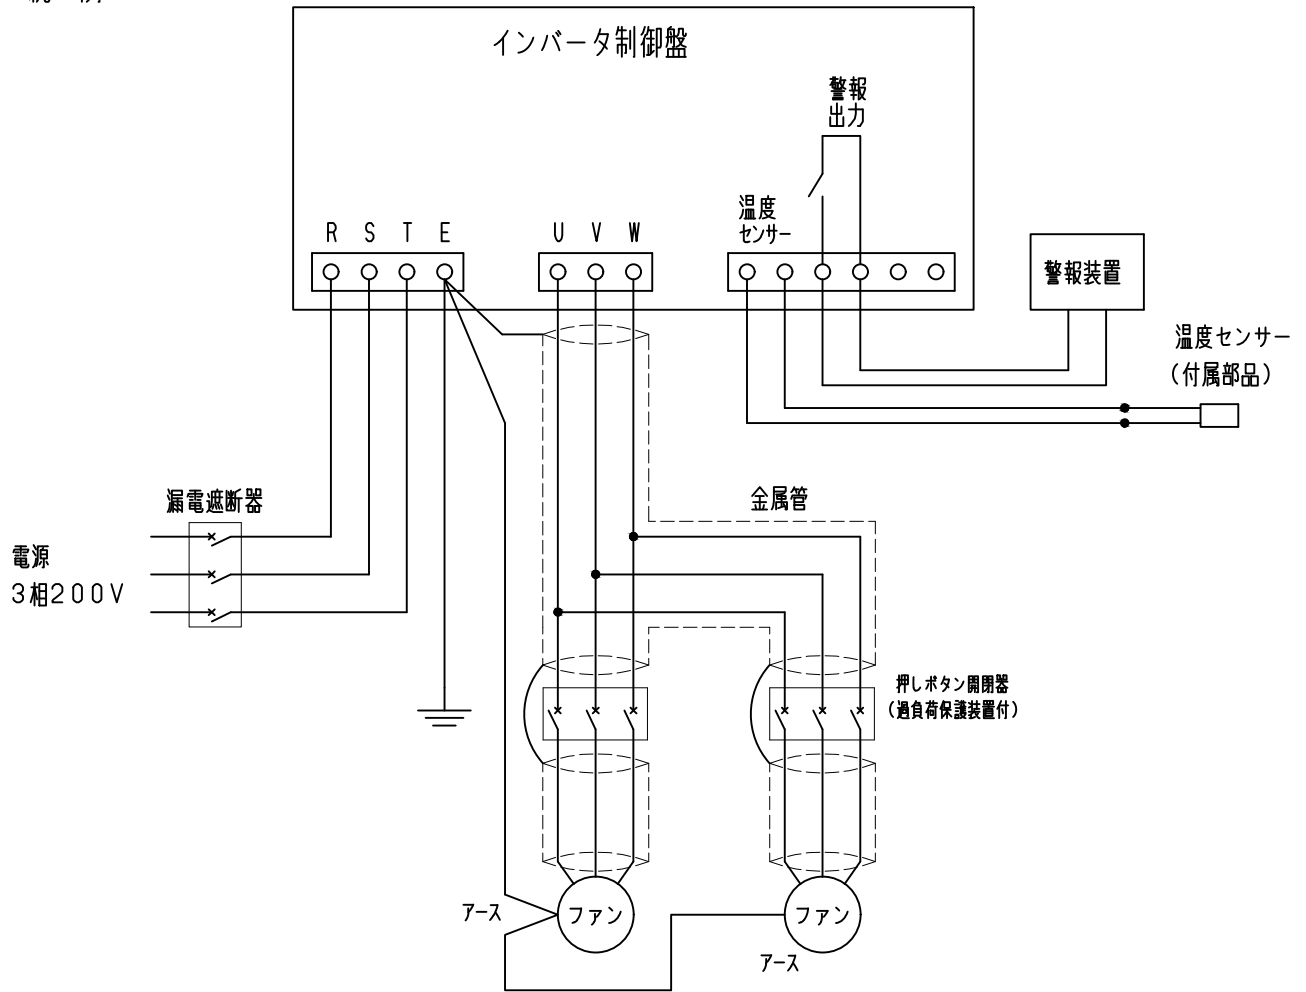 インバータ制御盤
警報
出力
温度
センサー
R S T E
U V W
警報装置
温度センサー
(付属部品)
漏電遮断器
金属管
電源
3相200V
押しボタン開閉器
(過負荷保護装置付)
アース
ファン
ファン
アース